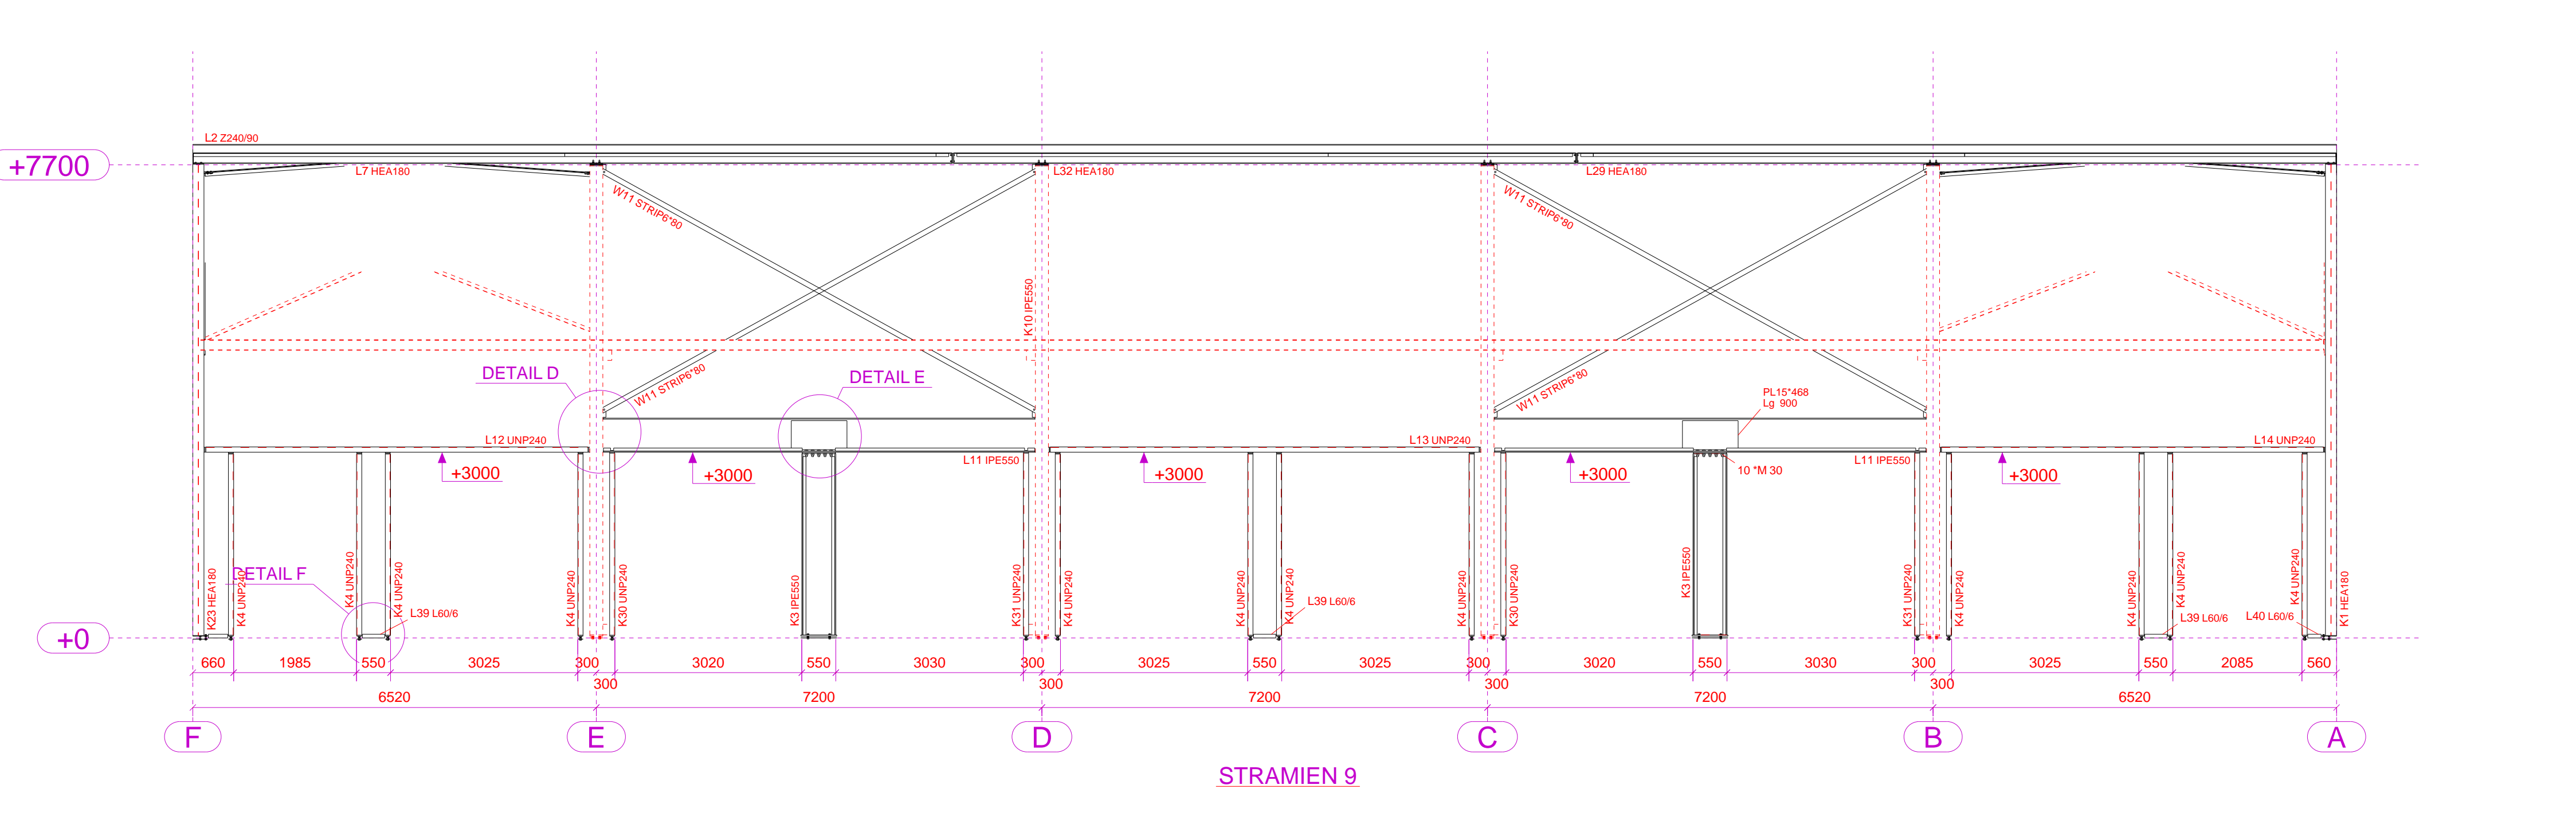 L2 Z240/90
+7700
L7 HEA180
L32 HEA180
L29 HEA180
W11 STRIP6*80
W11 STRIP6*80
K10 IPE550
DETAIL D
DETAIL E
W11 STRIP6*80
W11 STRIP6*80
PL15*468
Lg 900
L12 UNP240
L13 UNP240
L14 UNP240
L11 IPE550
L11 IPE550
+3000
+3000
+3000
10 *M 30
+3000
+3000
DETAIL F
K23 HEA180
K4 UNP240
K4 UNP240
K4 UNP240
L39 L60/6
K4 UNP240
K30 UNP240
K3 IPE550
K31 UNP240
K4 UNP240
K4 UNP240
K4 UNP240
L39 L60/6
K4 UNP240
K30 UNP240
K3 IPE550
K31 UNP240
K4 UNP240
K4 UNP240
K4 UNP240
L39 L60/6
L40 L60/6
K4 UNP240
K1 HEA180
+0
660 1985 550 3025 300 3020 550 3030 300 3025 550 3025 300 3020 550 3030 300 3025 550 2085 560
300 300 300 300
6520 7200 7200 7200 6520
F E D C B A
STRAMIEN 9